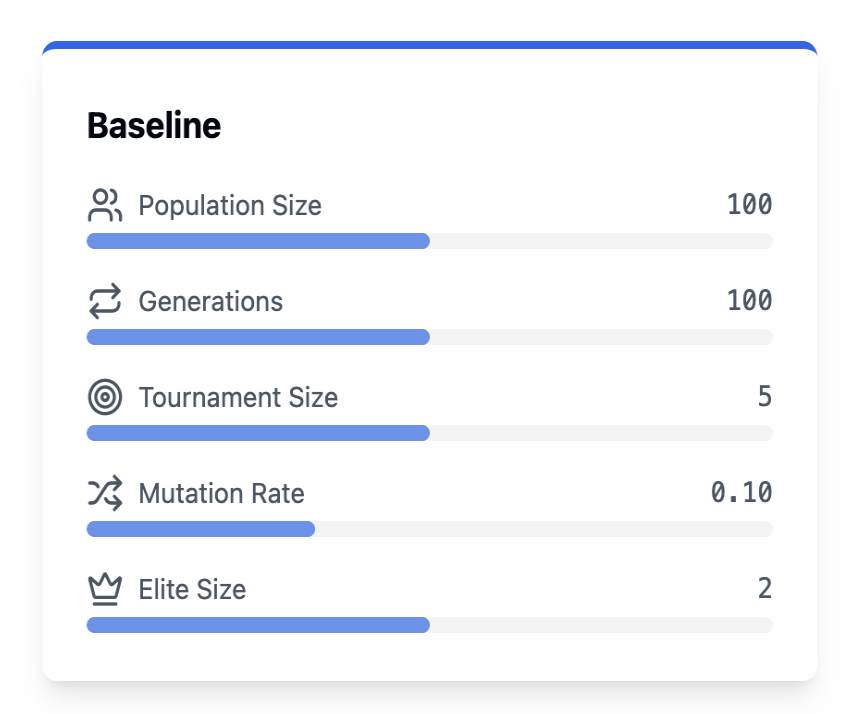 Baseline
Population Size 100
Generations 100
Tournament Size 5
Mutation Rate 0.10
Elite Size 2